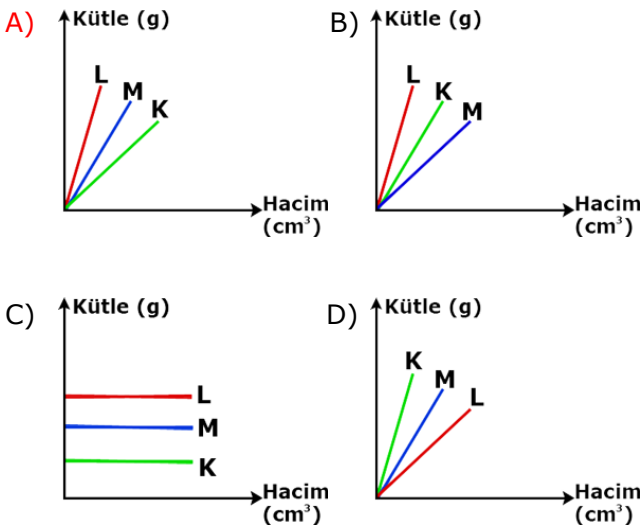 A) Kütle (g)
L
M
K
Hacim
(cm³)
B) Kütle (g)
L
K
M
Hacim
(cm³)
C) Kütle (g)
L
M
K
Hacim
(cm³)
D) Kütle (g)
K
M
L
Hacim
(cm³)